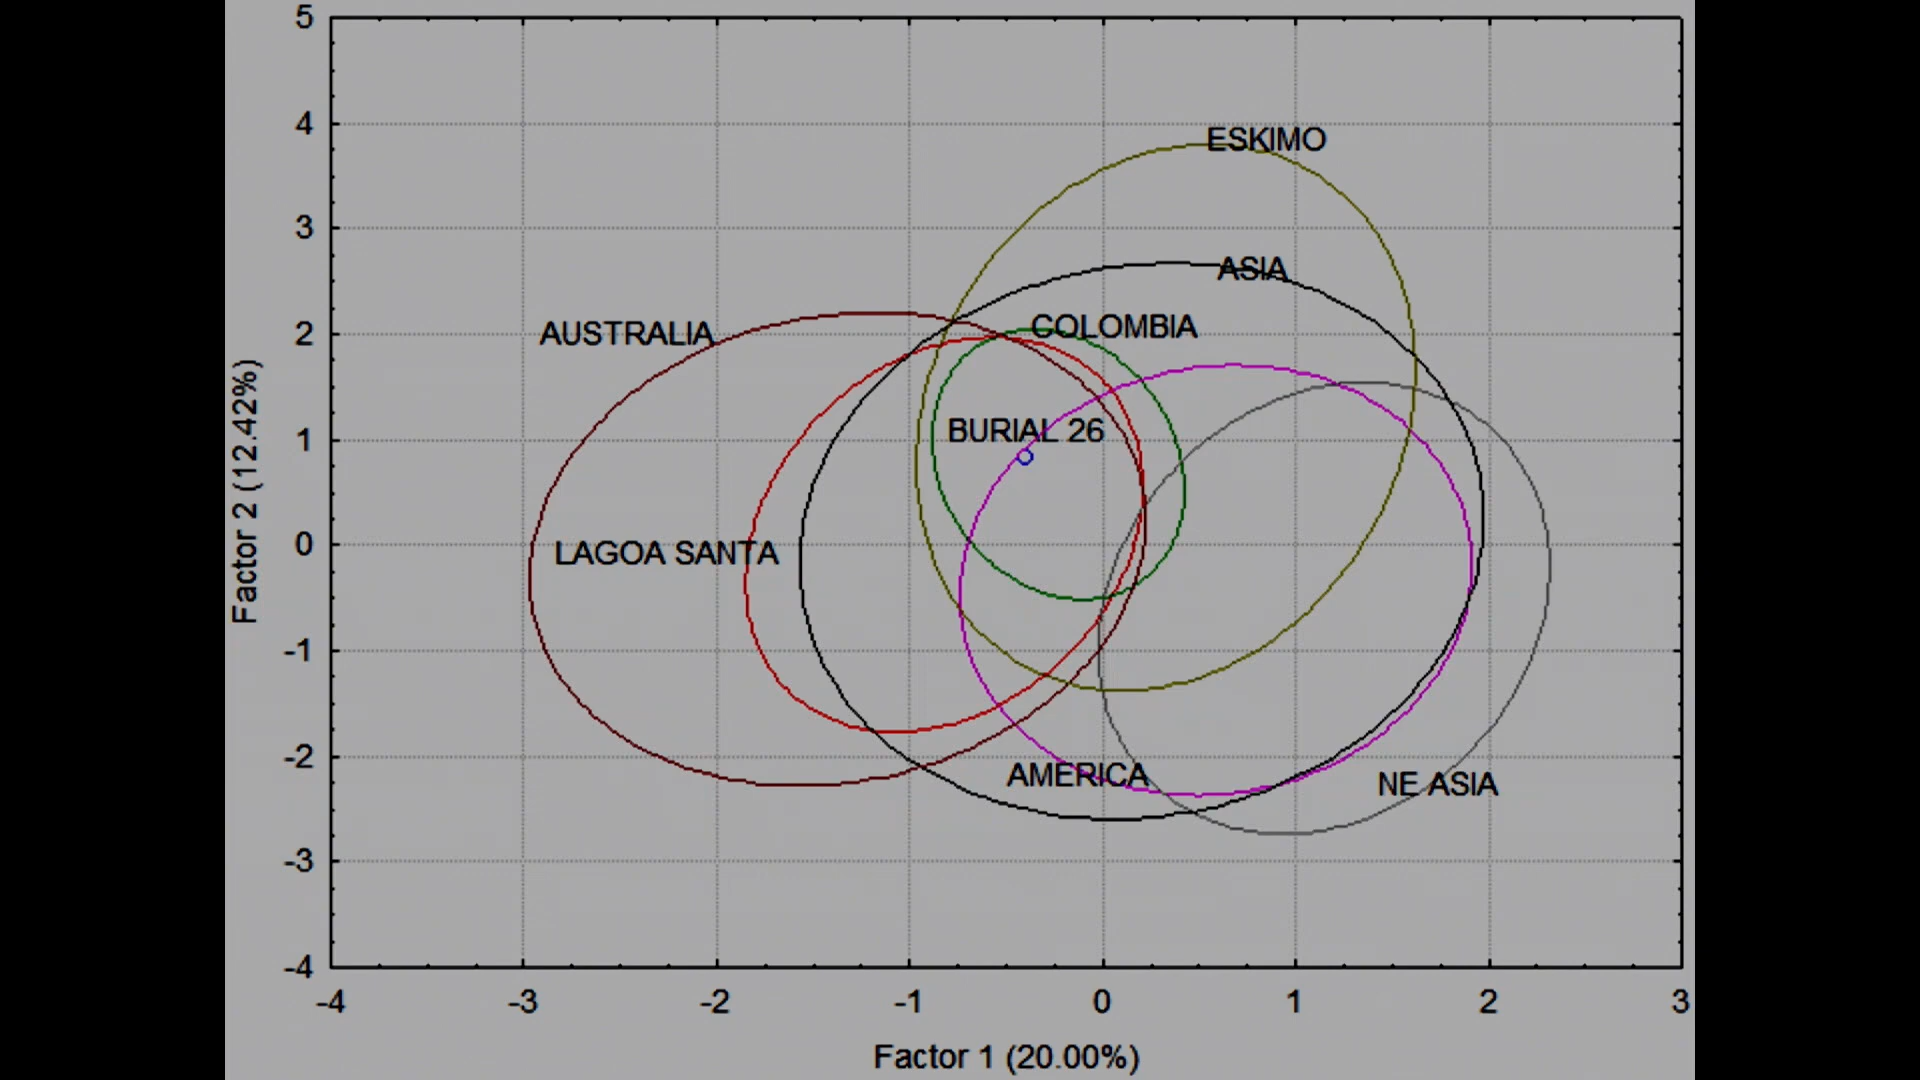 5
4
3
2
1
0
-1
-2
-3
-4
-4 -3 -2 -1 0 1 2 3
Factor 2 (12.42%)
Factor 1 (20.00%)
ESKIMO
ASIA
COLOMBIA
AUSTRALIA
BURIAL 26
LAGOA SANTA
AMERICA
NE ASIA